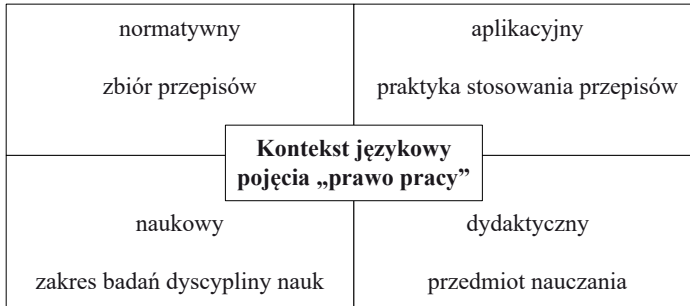 normatywny
zbiór przepisów
aplikacyjny
praktyka stosowania przepisów
Kontekst językowy
pojęcia „prawo pracy”
naukowy
zakres badań dyscypliny nauk
dydaktyczny
przedmiot nauczania